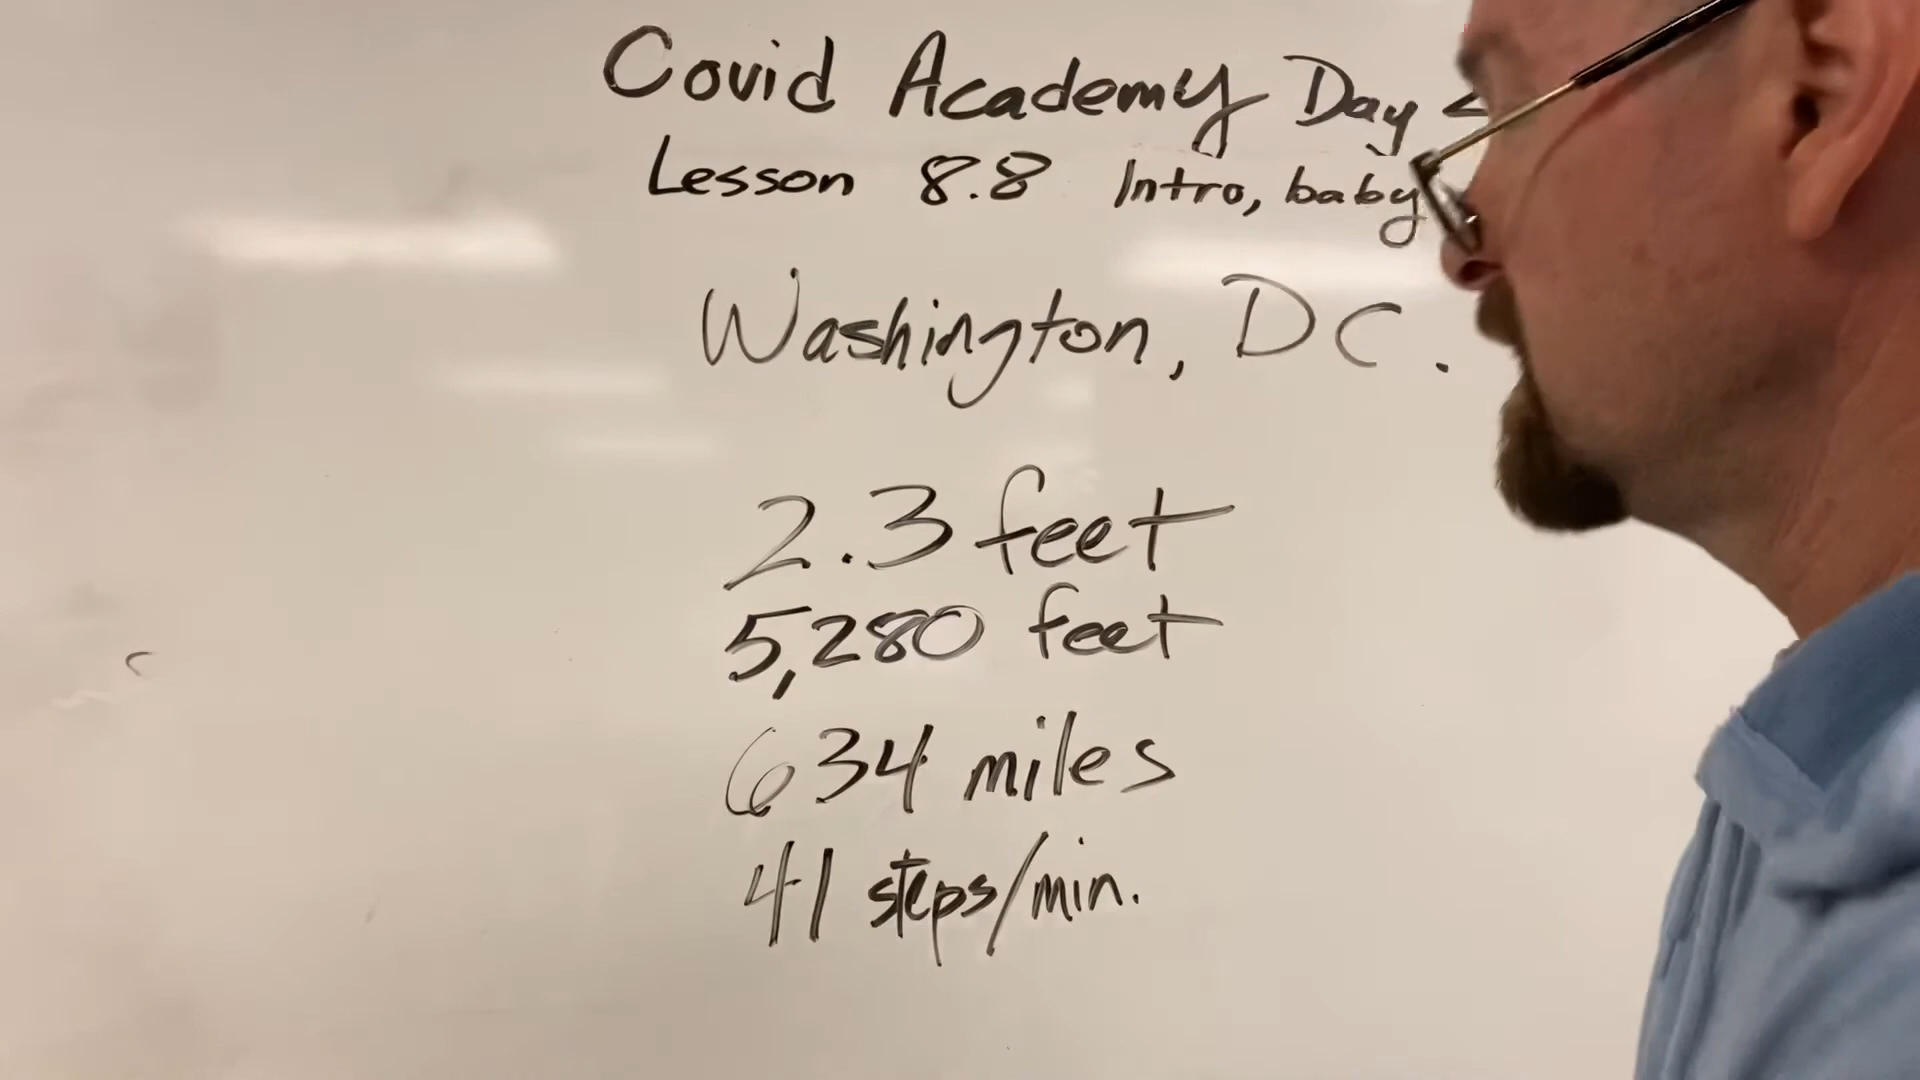 Covid Academy Day
Lesson 8.8 Intro, baby
Washington, DC.
2.3 feet
5,280 feet
634 miles
41 steps/min.